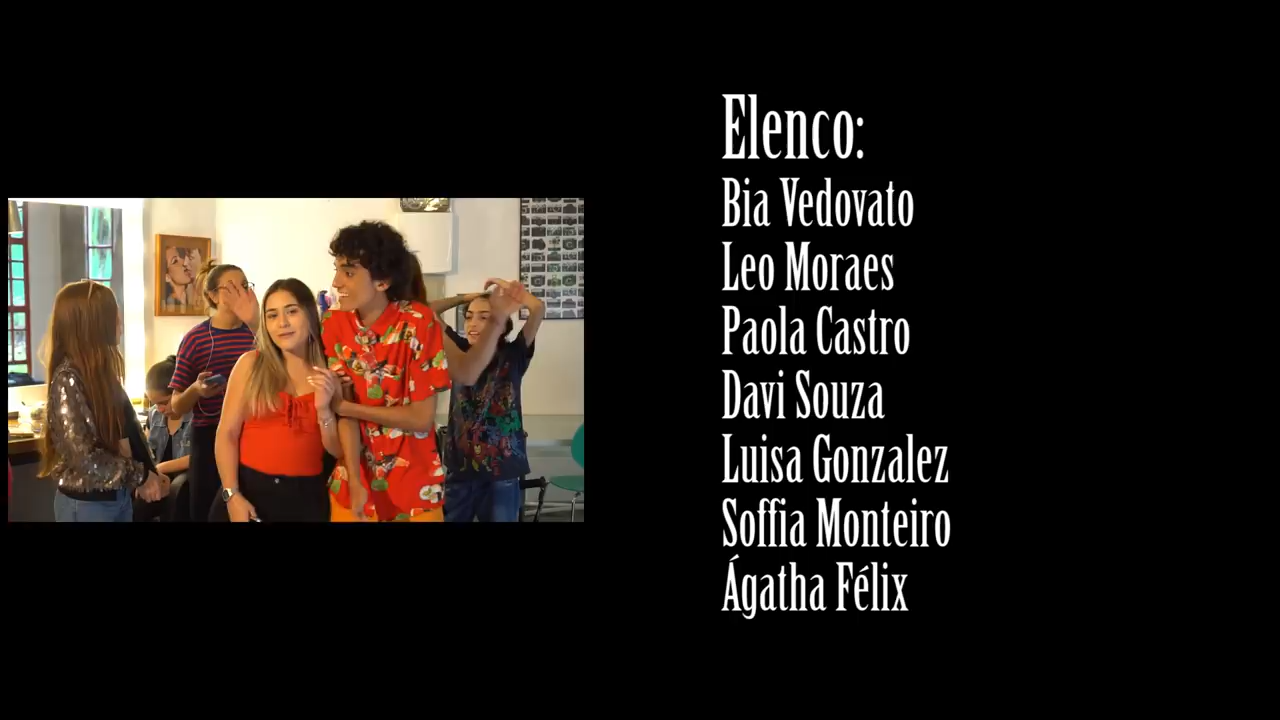 Elenco:
Bia Vedovato
Leo Moraes
Paola Castro
Davi Souza
Luisa Gonzalez
Soffia Monteiro
Ágatha Félix